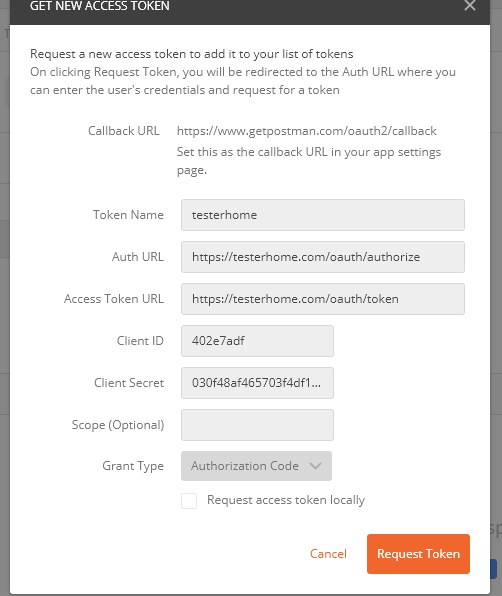 GET NEW ACCESS TOKEN
Request a new access token to add it to your list of tokens
On clicking Request Token, you will be redirected to the Auth URL where you
can enter the user's credentials and request for a token
Callback URL https://www.getpostman.com/oauth2/callback
Set this as the callback URL in your app settings
page.
Token Name testerhome
Auth URL https://testerhome.com/oauth/authorize
Access Token URL https://testerhome.com/oauth/token
Client ID 402e7adf
Client Secret 030f48af465703f4df1...
Scope (Optional)
Grant Type Authorization Code
Request access token locally
Cancel Request Token